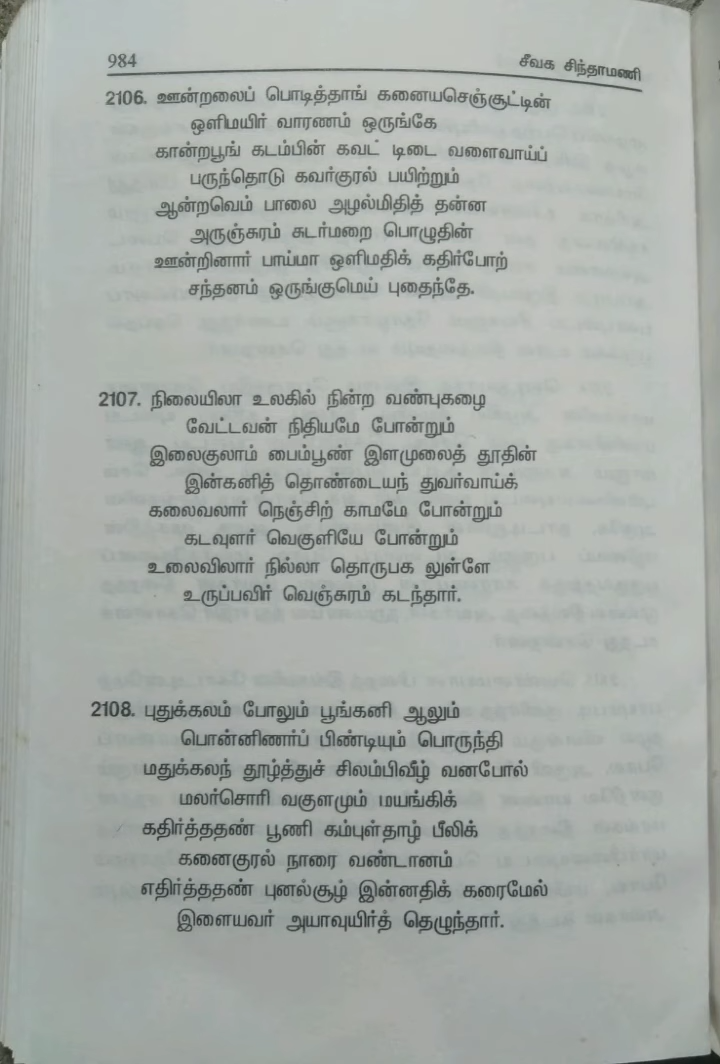 984 சீவக சிந்தாமணி
2106. ஊன்றலைப் பொடித்தாங் கனையசெஞ்சூட்டின்
ஒளிமயிர் வாரணம் ஒருங்கே
கான்றபூங் கடம்பின் கவட் டிடை வளைவாய்ப்
பருந்தொடு கவர்குரல் பயிற்றும்
ஆன்றவெம் பாலை அழல்மிதித் தன்ன
அருஞ்சுரம் சுடர்மறை பொழுதின்
ஊன்றினார் பாய்மா ஒளிமதிக் கதிர்போற்
சந்தனம் ஒருங்குமெய் புதைந்தே.
2107. நிலையிலா உலகில் நின்ற வண்புகழை
வேட்டவன் நிதியமே போன்றும்
இலைகுலாம் பைம்பூண் இளமுலைத் தூதின்
இன்கனித் தொண்டையந் துவர்வாய்க்
கலைவலார் நெஞ்சிற் காமமே போன்றும்
கடவுளர் வெகுளியே போன்றும்
உலைவிலார் நில்லா தொருபக லுள்ளே
உருப்பவிர் வெஞ்சுரம் கடந்தார்.
2108. புதுக்கலம் போலும் பூங்கனி ஆலும்
பொன்னிணர்ப் பிண்டியும் பொருந்தி
மதுக்கலந் தூழ்த்துச் சிலம்பிவீழ் வனபோல்
மலர்சொரி வகுளமும் மயங்கிக்
கதிர்த்ததண் பூணி கம்புள்தாழ் பீலிக்
கனைகுரல் நாரை வண்டானம்
எதிர்த்ததண் புனல்சூழ் இன்னதிக் கரைமேல்
இளையவர் அயாவுயிர்த் தெழுந்தார்.